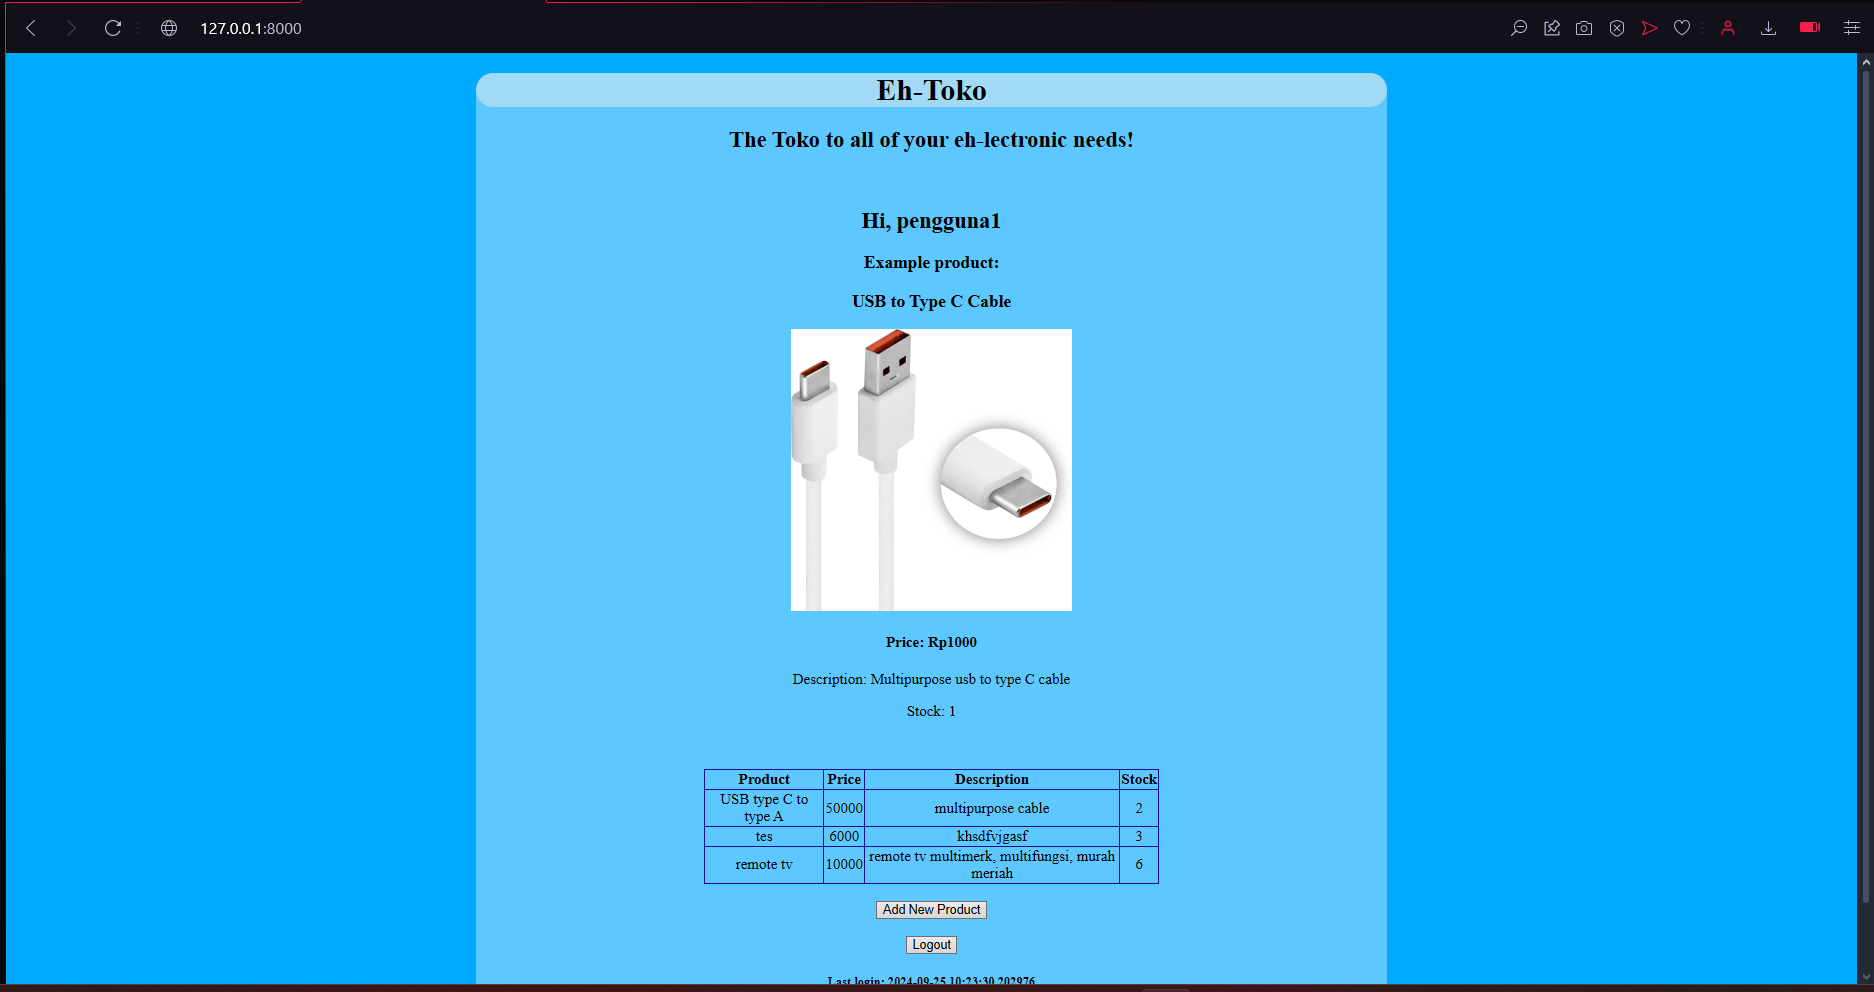 127.0.0.1:8000
Eh-Toko
The Toko to all of your eh-lectronic needs!
Hi, pengguna1
Example product:
USB to Type C Cable
Price: Rp1000
Description: Multipurpose usb to type C cable
Stock: 1
Product Price Description Stock
USB type C to
type A 50000 multipurpose cable 2
tes 6000 khsdfvjgasf 3
remote tv 10000 remote tv multimerk, multifungsi, murah
meriah 6
Add New Product
Logout
Last login: 2024-09-25 10:23:30.202976